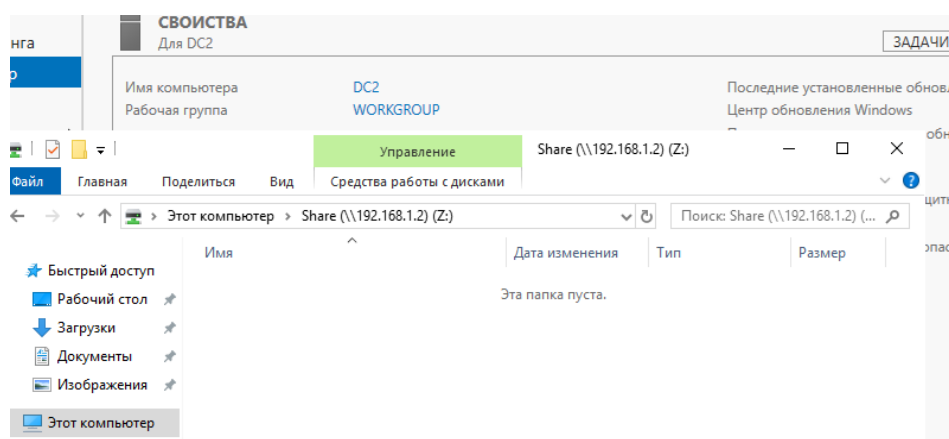 СВОЙСТВА
Для DC2
нга
ЗАДАЧИ
Имя компьютера DC2 Последние установленные обнов
Рабочая группа WORKGROUP Центр обновления Windows
Управление Share (\\192.168.1.2) (Z:)
Файл Главная Поделиться Вид Средства работы с дисками
Этот компьютер › Share (\\192.168.1.2) (Z:) Поиск: Share (\\192.168.1.2) (...
Имя Дата изменения Тип Размер
Эта папка пуста.
Быстрый доступ
Рабочий стол
Загрузки
Документы
Изображения
Этот компьютер